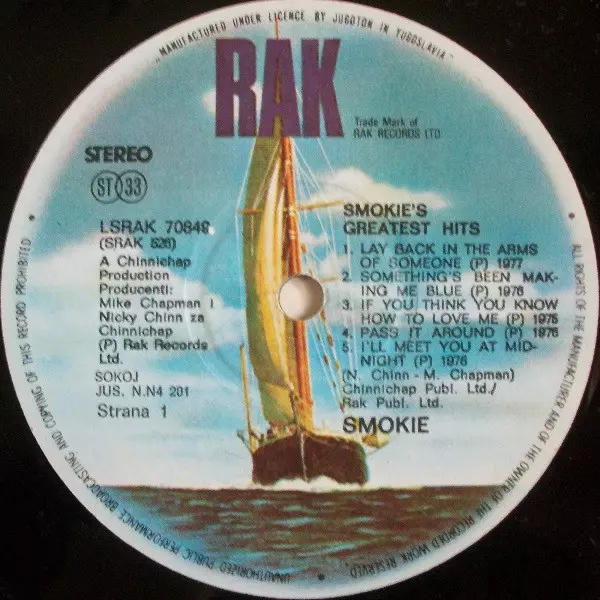 "MANUFACTURED UNDER LICENCE BY JUGOTON IN YUGOSLAVIA"
RAK
Trade Mark of
RAK RECORDS LTD
STEREO
ST 33
LSRAK 70849
(SRAK 526)
A Chinnichap
Production
Producenti:
Mike Chapman i
Nicky Chinn za
Chinnichap
(P) Rak Records
Ltd.
SOKOJ
JUS. N.N4 201
Strana 1
SMOKIE'S
GREATEST HITS
1. LAY BACK IN THE ARMS
OF SOMEONE (P) 1977
2. SOMETHING'S BEEN MAK-
ING ME BLUE (P) 1976
3. IF YOU THINK YOU KNOW
HOW TO LOVE ME (P) 1975
4. PASS IT AROUND (P) 1975
5. I'LL MEET YOU AT MID-
NIGHT (P) 1976
(N. Chinn - M. Chapman)
Chinnichap Publ. Ltd./
Rak Publ. Ltd.
SMOKIE
ALL RIGHTS OF THE MANUFACTURER AND OF THE OWNER OF THE RECORDED WORK RESERVED.
UNAUTHORIZED PUBLIC PERFORMANCE BROADCASTING AND COPYING OF THIS RECORD PROHIBITED